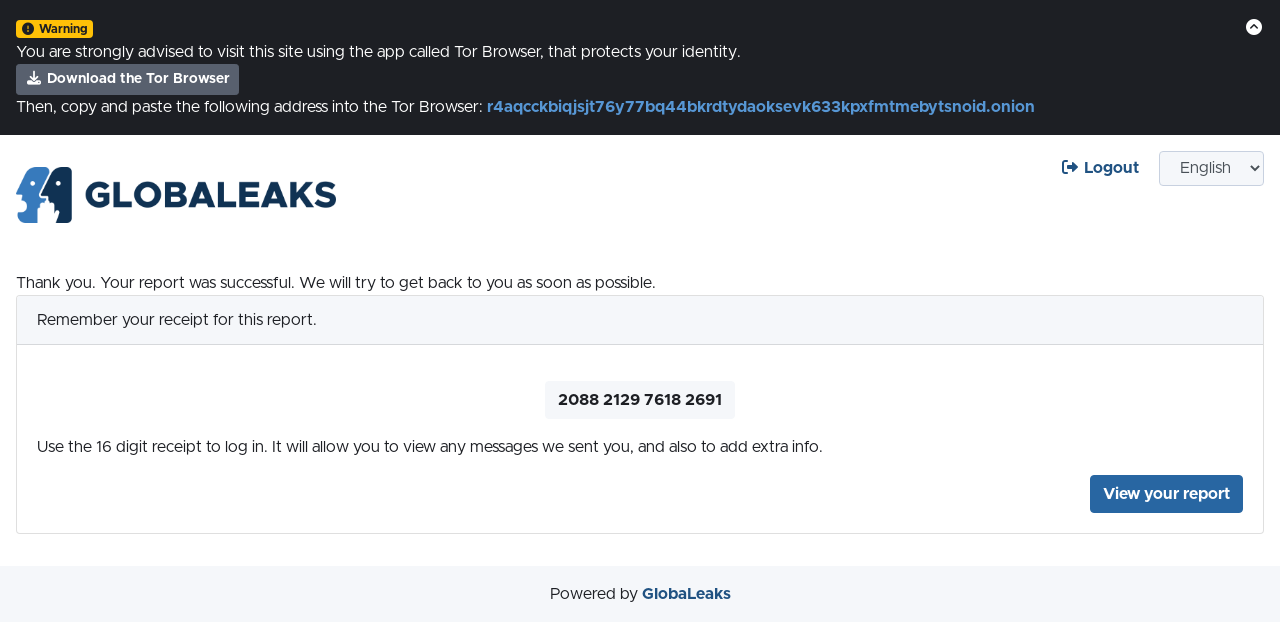 Warning
You are strongly advised to visit this site using the app called Tor Browser, that protects your identity.
Download the Tor Browser
Then, copy and paste the following address into the Tor Browser: r4aqcckbiqjsjt76y77bq44bkrdtydaoksevk633kpxfmtmebytsnoid.onion
Logout
English
GLOBALEAKS
Thank you. Your report was successful. We will try to get back to you as soon as possible.
Remember your receipt for this report.
2088 2129 7618 2691
Use the 16 digit receipt to log in. It will allow you to view any messages we sent you, and also to add extra info.
View your report
Powered by GlobaLeaks